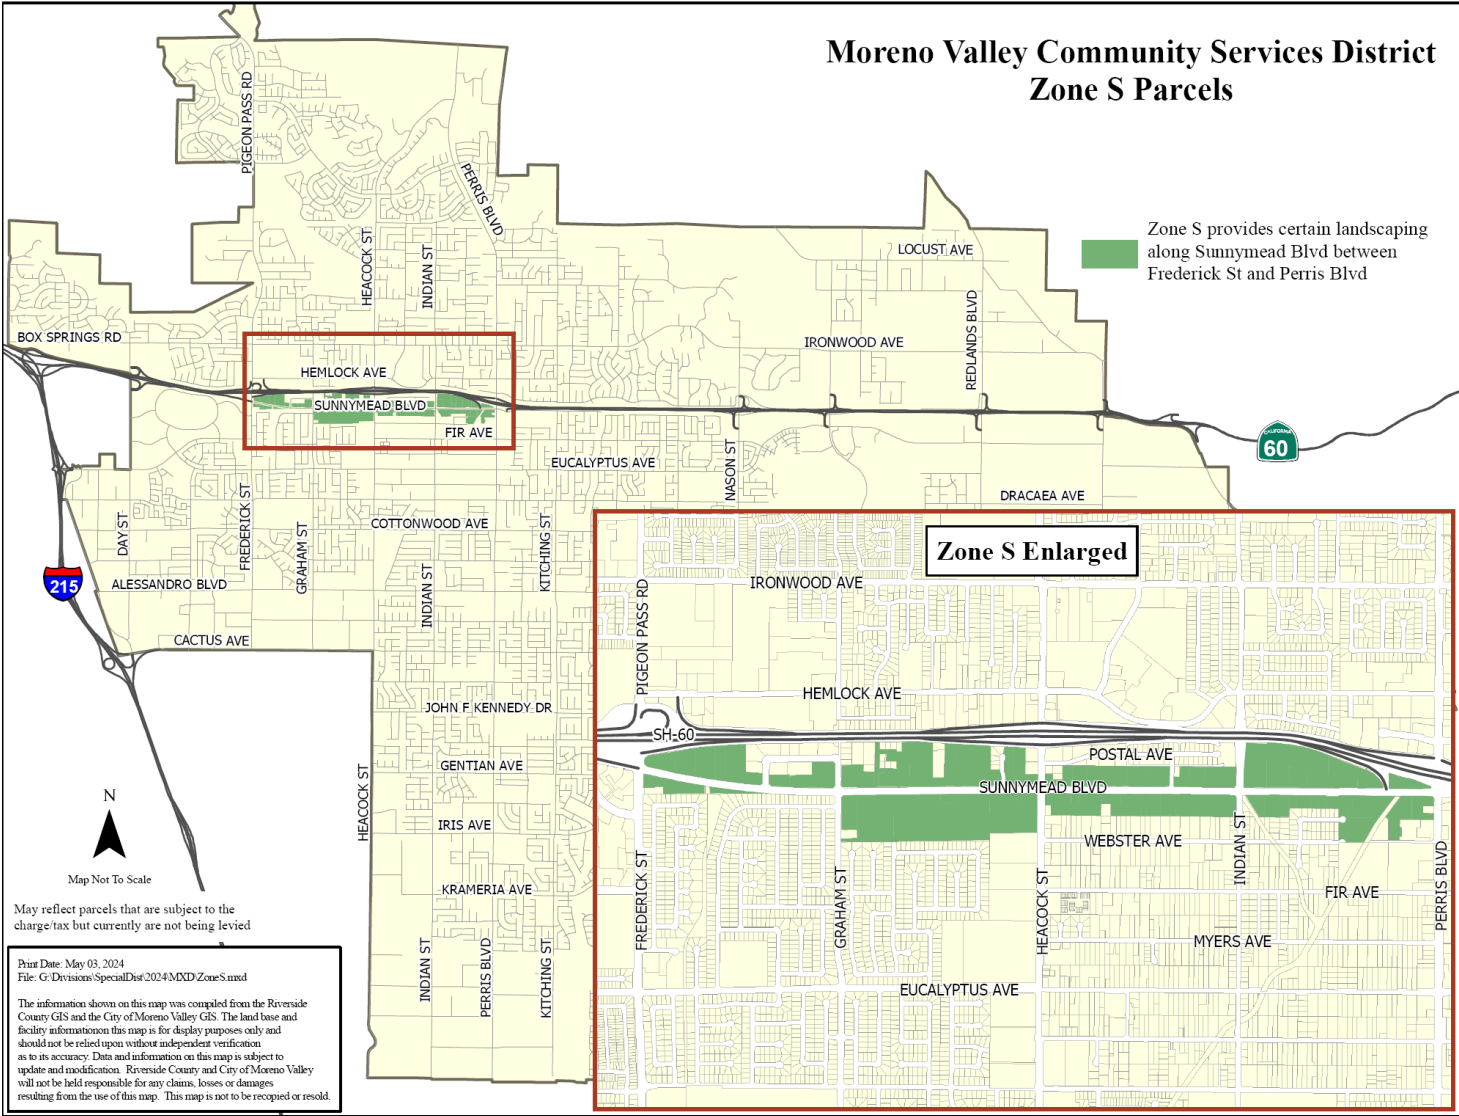 Moreno Valley Community Services District
Zone S Parcels
Zone S provides certain landscaping
along Sunnymead Blvd between
Frederick St and Perris Blvd
PIGEON PASS RD
PERRIS BLVD
HEACOCK ST
INDIAN ST
LOCUST AVE
REDLANDS BLVD
BOX SPRINGS RD
IRONWOOD AVE
HEMLOCK AVE
SUNNYMEAD BLVD
FIR AVE
CALIFORNIA
60
EUCALYPTUS AVE
NASON ST
DRACAEA AVE
DAY ST
FREDERICK ST
GRAHAM ST
COTTONWOOD AVE
KITCHING ST
215
ALESSANDRO BLVD
INDIAN ST
CACTUS AVE
JOHN F KENNEDY DR
GENTIAN AVE
HEACOCK ST
IRIS AVE
KRAMERIA AVE
INDIAN ST
PERRIS BLVD
KITCHING ST
Zone S Enlarged
IRONWOOD AVE
PIGEON PASS RD
HEMLOCK AVE
SH-60
POSTAL AVE
SUNNYMEAD BLVD
WEBSTER AVE
INDIAN ST
FREDERICK ST
GRAHAM ST
HEACOCK ST
FIR AVE
PERRIS BLVD
MYERS AVE
EUCALYPTUS AVE
N
Map Not To Scale
May reflect parcels that are subject to the
charge/tax but currently are not being levied
Print Date: May 03, 2024
File: G:\Divisions\SpecialDist\2024\MXD\ZoneS.mxd
The information shown on this map was compiled from the Riverside
County GIS and the City of Moreno Valley GIS. The land base and
facility informationon this map is for display purposes only and
should not be relied upon without independent verification
as to its accuracy. Data and information on this map is subject to
update and modification. Riverside County and City of Moreno Valley
will not be held responsible for any claims, losses or damages
resulting from the use of this map. This map is not to be recopied or resold.